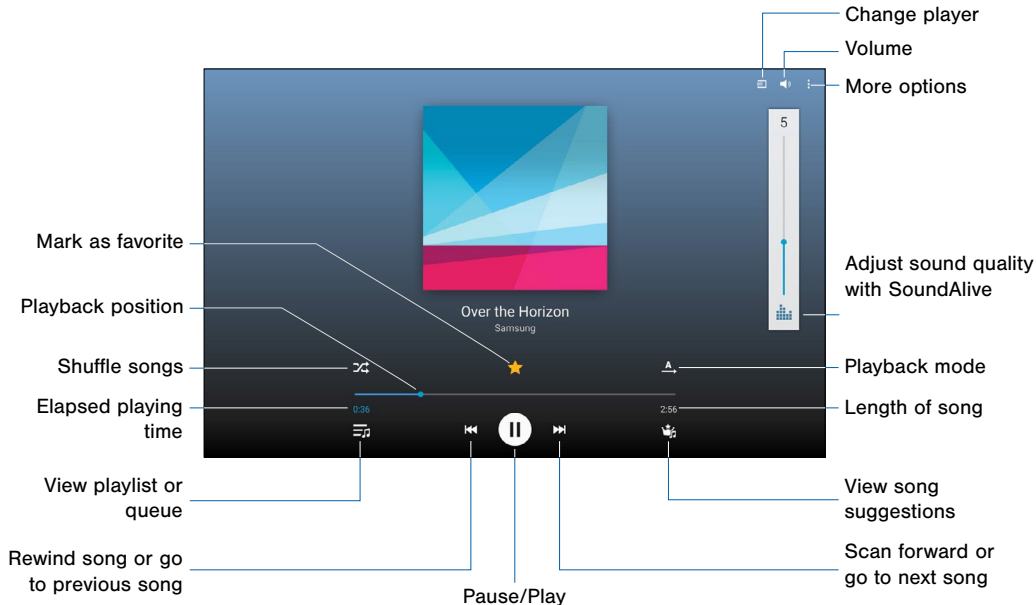 Change player
Volume
More options
5
Mark as favorite
Adjust sound quality
with SoundAlive
Playback position
Over the Horizon
Samsung
Shuffle songs
A
Playback mode
Elapsed playing
time
0:36
2:56
Length of song
View playlist or
queue
View song
suggestions
Rewind song or go
to previous song
Scan forward or
go to next song
Pause/Play